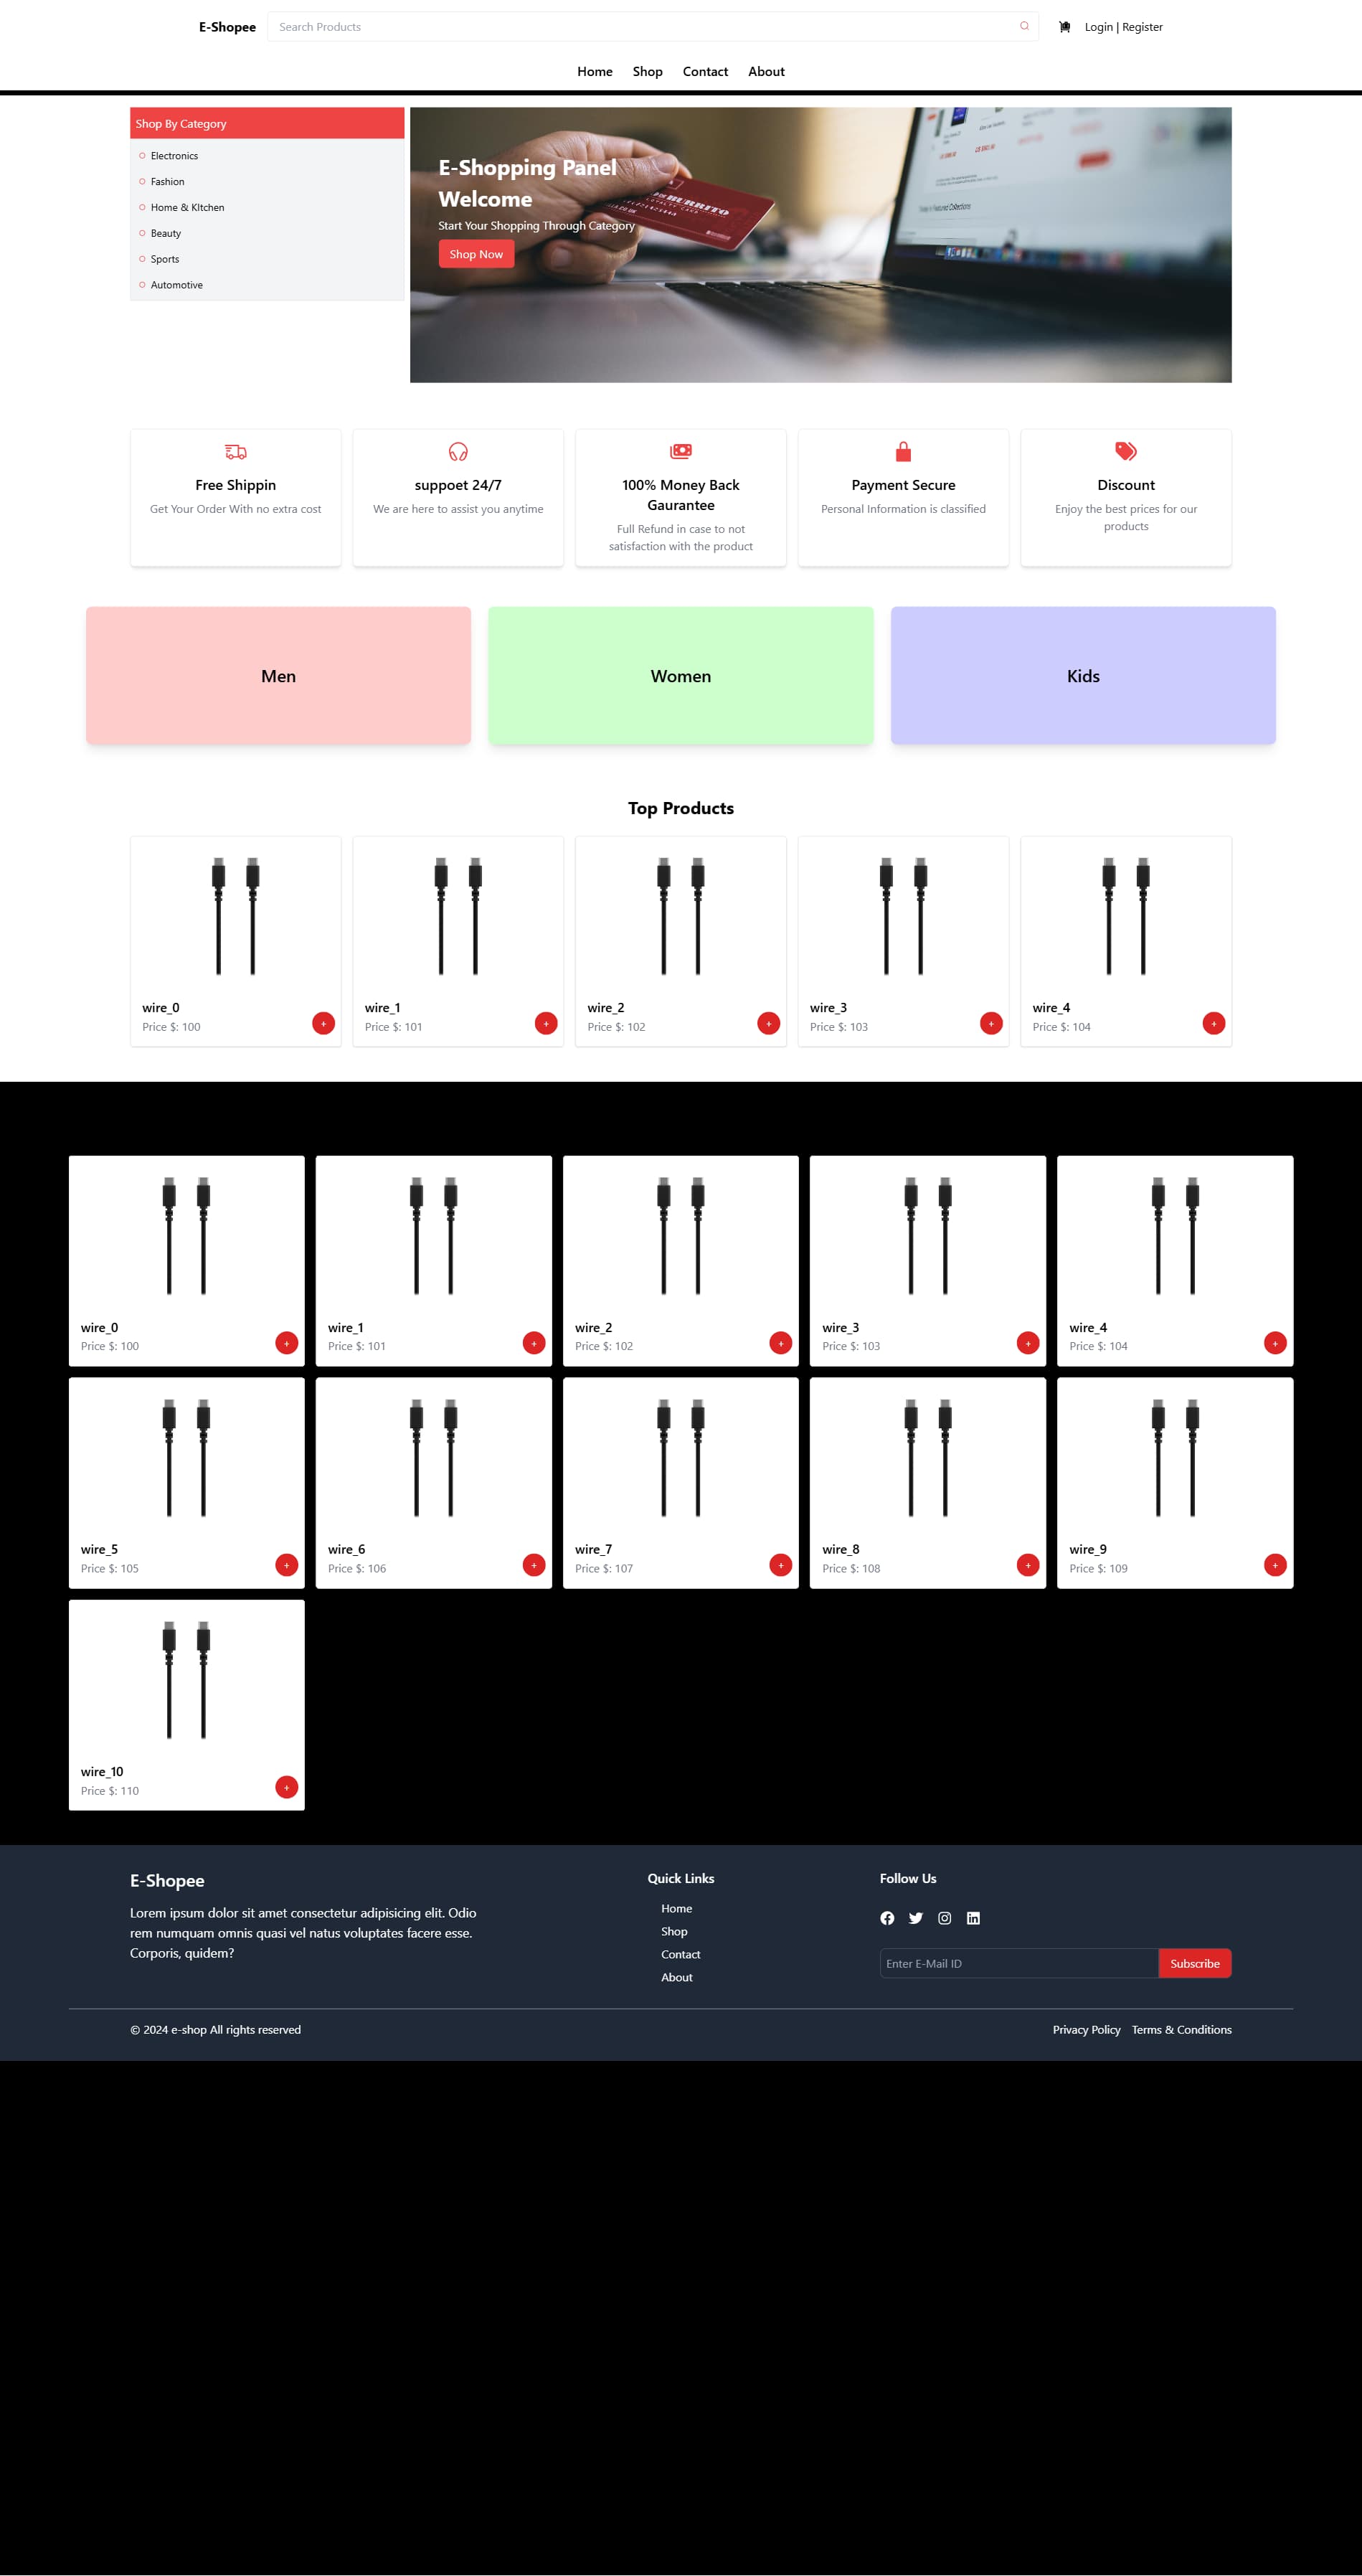 E-Shopee
Search Products
Login | Register
Home Shop Contact About
Shop By Category
Electronics
Fashion
Home & KItchen
Beauty
Sports
Automotive
E-Shopping Panel
Welcome
Start Your Shopping Through Category
Shop Now
BURRITO
LOYALTY CARD
Free Shippin
Get Your Order With no extra cost
suppoet 24/7
We are here to assist you anytime
100% Money Back
Gaurantee
Full Refund in case to not
satisfaction with the product
Payment Secure
Personal Information is classified
Discount
Enjoy the best prices for our
products
Men
Women
Kids
Top Products
wire_0
Price $: 100
+
wire_1
Price $: 101
+
wire_2
Price $: 102
+
wire_3
Price $: 103
+
wire_4
Price $: 104
+
wire_0
Price $: 100
+
wire_1
Price $: 101
+
wire_2
Price $: 102
+
wire_3
Price $: 103
+
wire_4
Price $: 104
+
wire_5
Price $: 105
+
wire_6
Price $: 106
+
wire_7
Price $: 107
+
wire_8
Price $: 108
+
wire_9
Price $: 109
+
wire_10
Price $: 110
+
E-Shopee
Lorem ipsum dolor sit amet consectetur adipisicing elit. Odio
rem numquam omnis quasi vel natus voluptates facere esse.
Corporis, quidem?
Quick Links
Home
Shop
Contact
About
Follow Us
Enter E-Mail ID
Subscribe
© 2024 e-shop All rights reserved
Privacy Policy Terms & Conditions